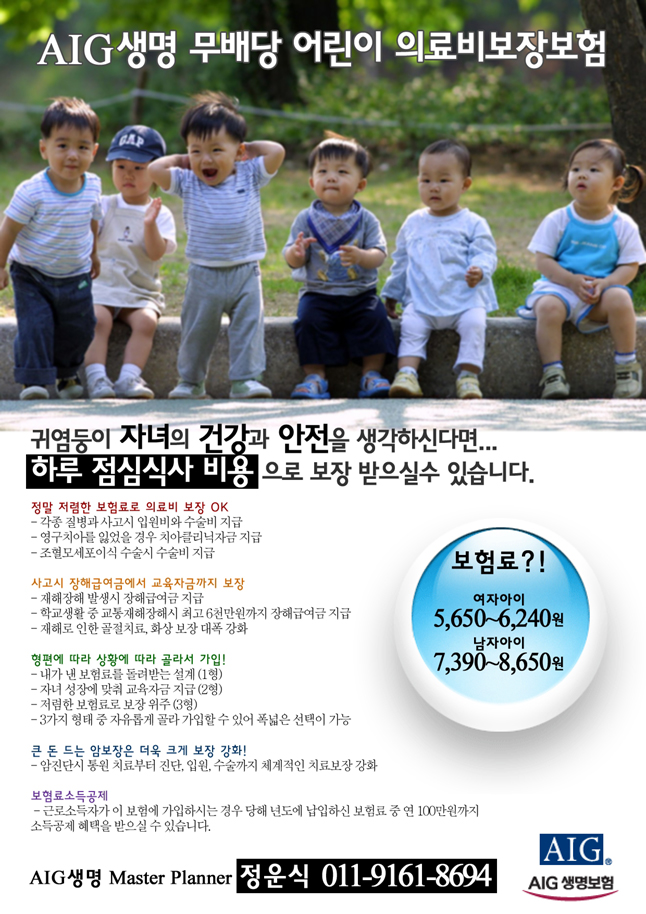 AIG생명 무배당 어린이 의료비보장보험
GAP
귀염둥이 자녀의 건강과 안전을 생각하신다면...
하루 점심식사 비용 으로 보장 받으실수 있습니다.
정말 저렴한 보험료로 의료비 보장 OK
- 각종 질병과 사고시 입원비와 수술비 지급
- 영구치아를 잃었을 경우 치아클리닉자금 지급
- 조혈모세포이식 수술시 수술비 지급
사고시 장해급여금에서 교육자금까지 보장
- 재해장해 발생시 장해급여금 지급
- 학교생활 중 교통재해장해시 최고 6천만원까지 장해급여금 지급
- 재해로 인한 골절치료, 화상 보장 대폭 강화
형편에 따라 상황에 따라 골라서 가입!
- 내가 낸 보험료를 돌려받는 설계 (1형)
- 자녀 성장에 맞춰 교육자금 지급 (2형)
- 저렴한 보험료로 보장 위주 (3형)
- 3가지 형태 중 자유롭게 골라 가입할 수 있어 폭넓은 선택이 가능
큰 돈 드는 암보장은 더욱 크게 보장 강화!
- 암진단시 통원 치료부터 진단, 입원, 수술까지 체계적인 치료보장 강화
보험료소득공제
- 근로소득자가 이 보험에 가입하시는 경우 당해 년도에 납입하신 보험료 중 연 100만원까지
소득공제 혜택을 받으실 수 있습니다.
보험료?!
여자아이
5,650~6,240원
남자아이
7,390~8,650원
AIG생명 Master Planner 정운식 011-9161-8694
AIG®
AIG 생명보험